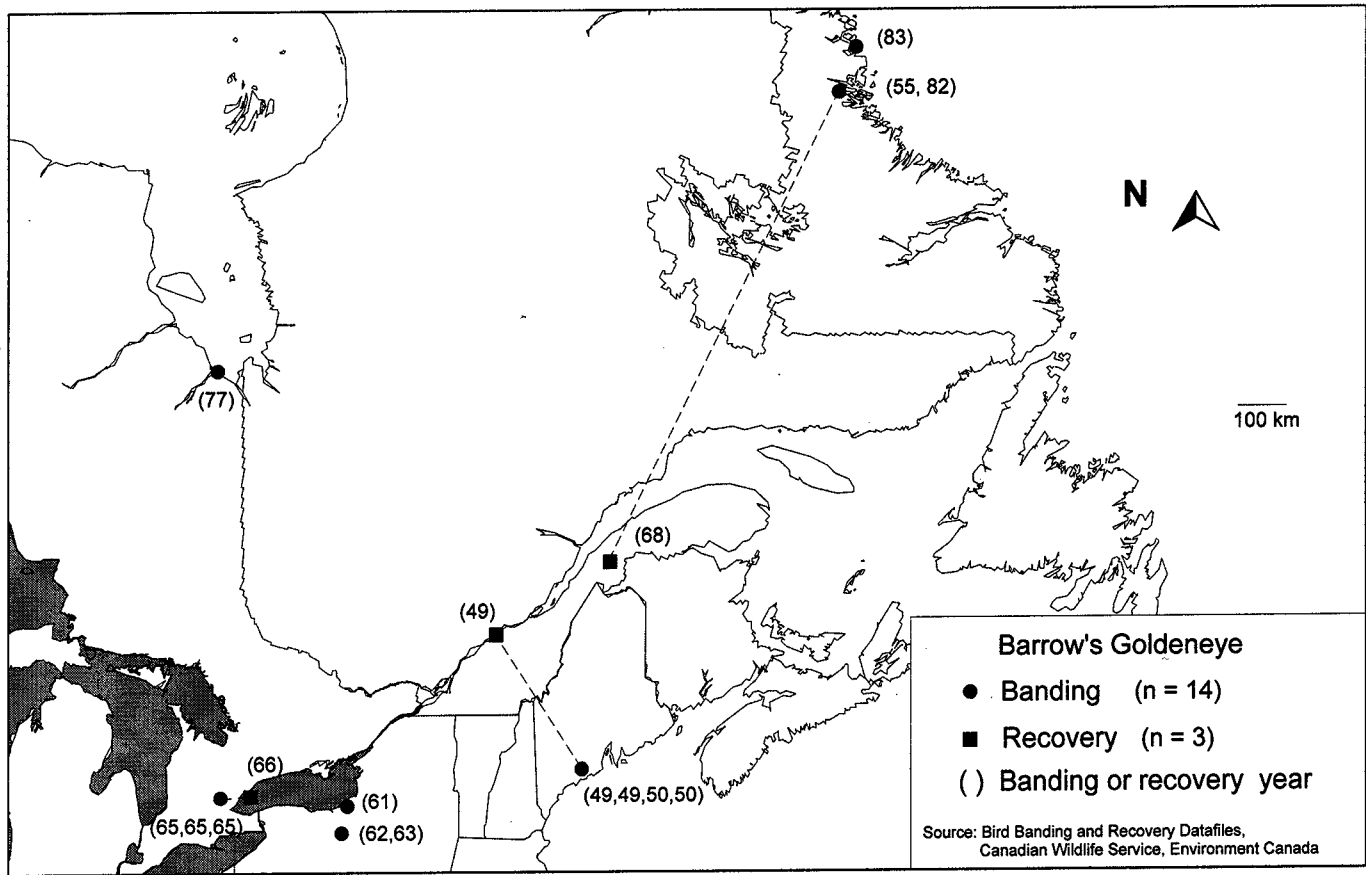 (83)
(55, 82)
N
(77)
100 km
(68)
(49)
(66)
(61)
(65,65,65)
(62,63)
(49,49,50,50)
Barrow's Goldeneye
Banding (n = 14)
Recovery (n = 3)
( ) Banding or recovery year
Source: Bird Banding and Recovery Datafiles,
Canadian Wildlife Service, Environment Canada